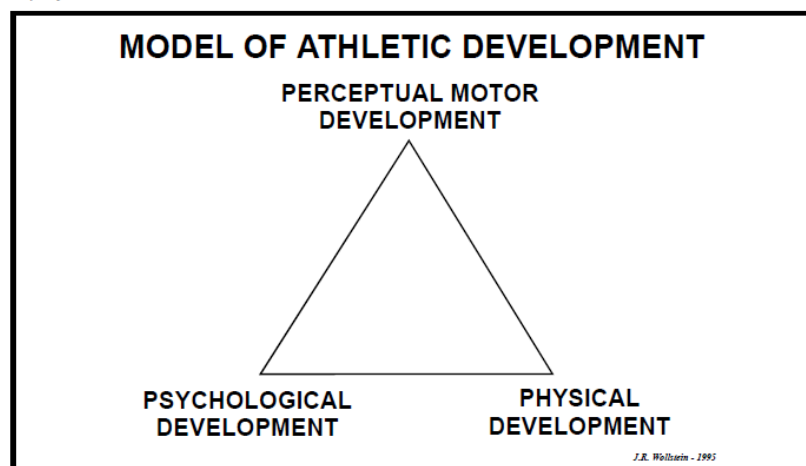 MODEL OF ATHLETIC DEVELOPMENT
PERCEPTUAL MOTOR
DEVELOPMENT
PSYCHOLOGICAL
DEVELOPMENT
PHYSICAL
DEVELOPMENT
J.R. Wollstein - 1995